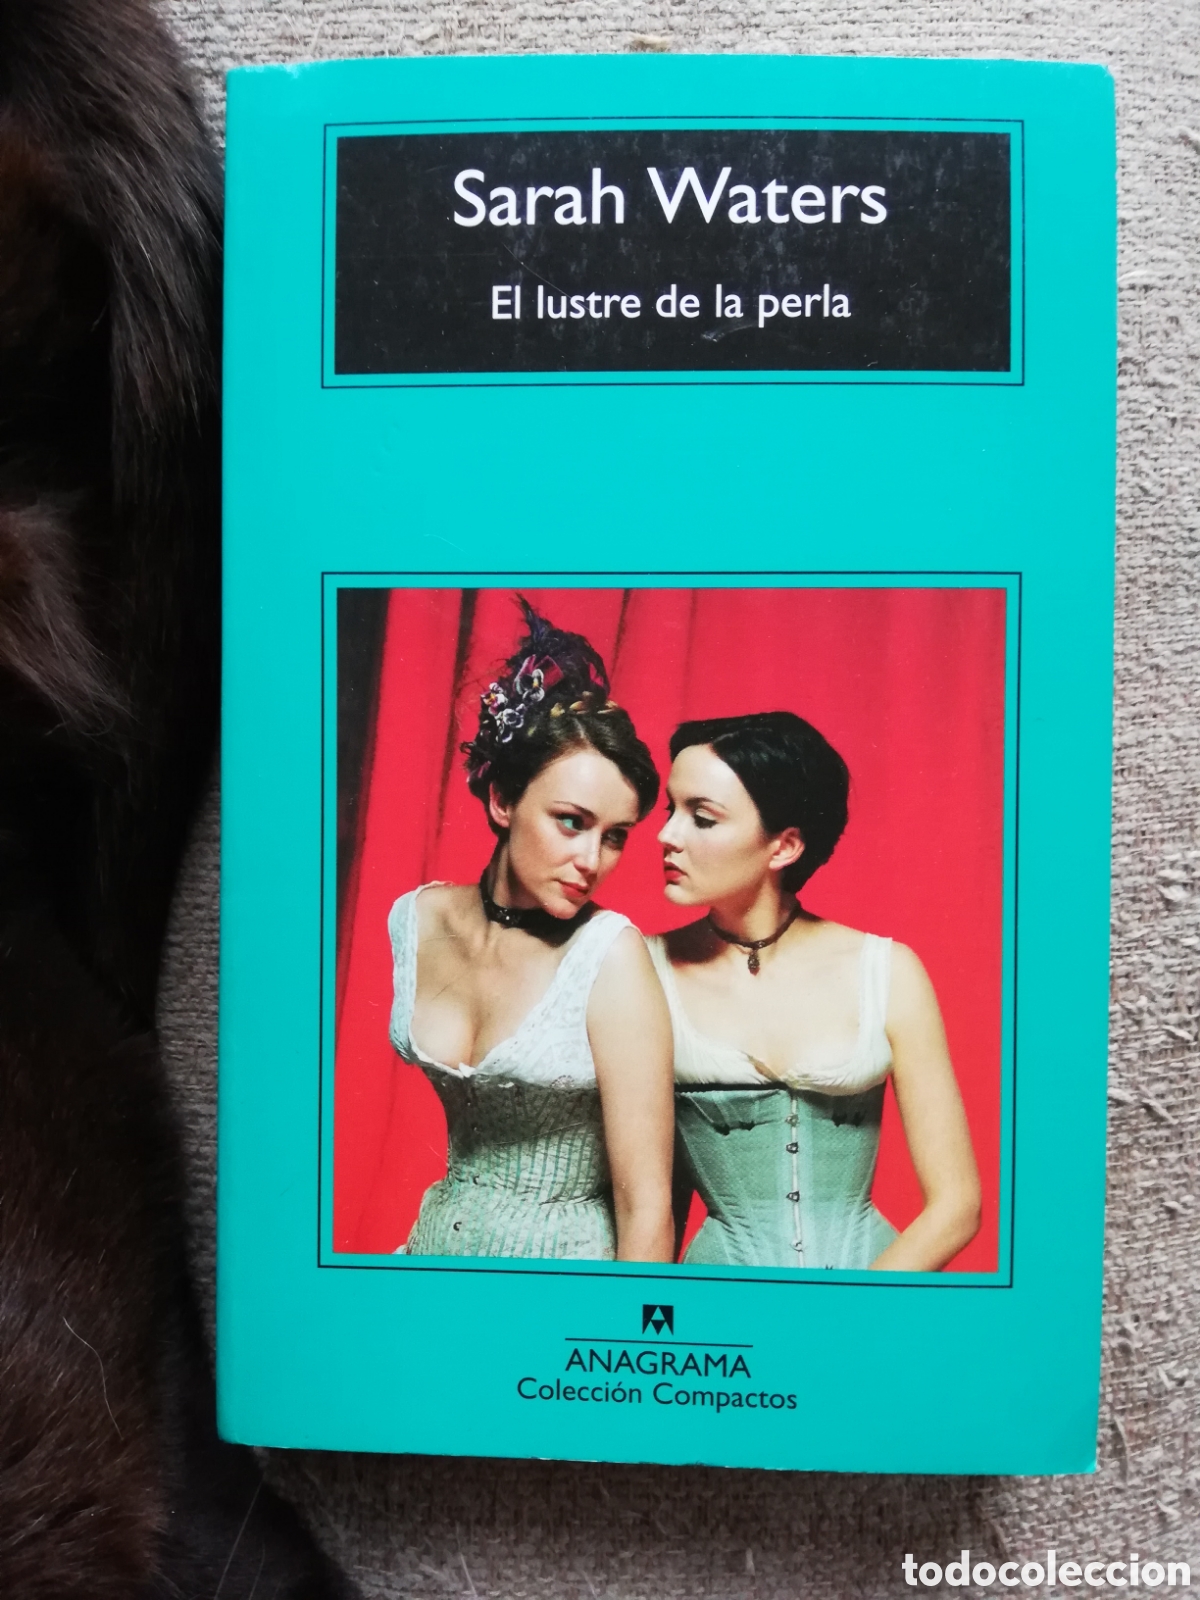 Sarah Waters
El lustre de la perla
ANAGRAMA
Colección Compactos
todocoleccion